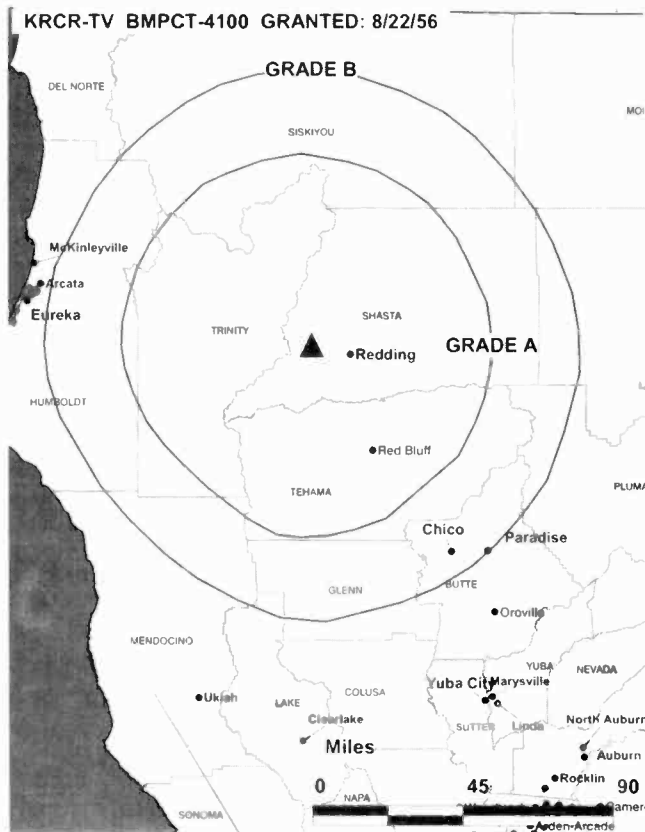 KRCR-TV BMPCT-4100 GRANTED: 8/22/56
GRADE B
DEL NORTE
SISKIYOU
McKinleyville
Arcata
Eureka
TRINITY
SHASTA
GRADE A
Redding
HUMBOLDT
Red Bluff
TEHAMA
PLUMA
Chico
Paradise
GLENN
BUTTE
Oroville
MENDOCINO
YUBA
NEVADA
Ukiah
LAKE
COLUSA
Yuba City
Marysville
SUTTER
Linda
Clearlake
North Auburn
Miles
Auburn
Rocklin
0 45 90
SONOMA
NAPA
Arden-Arcade